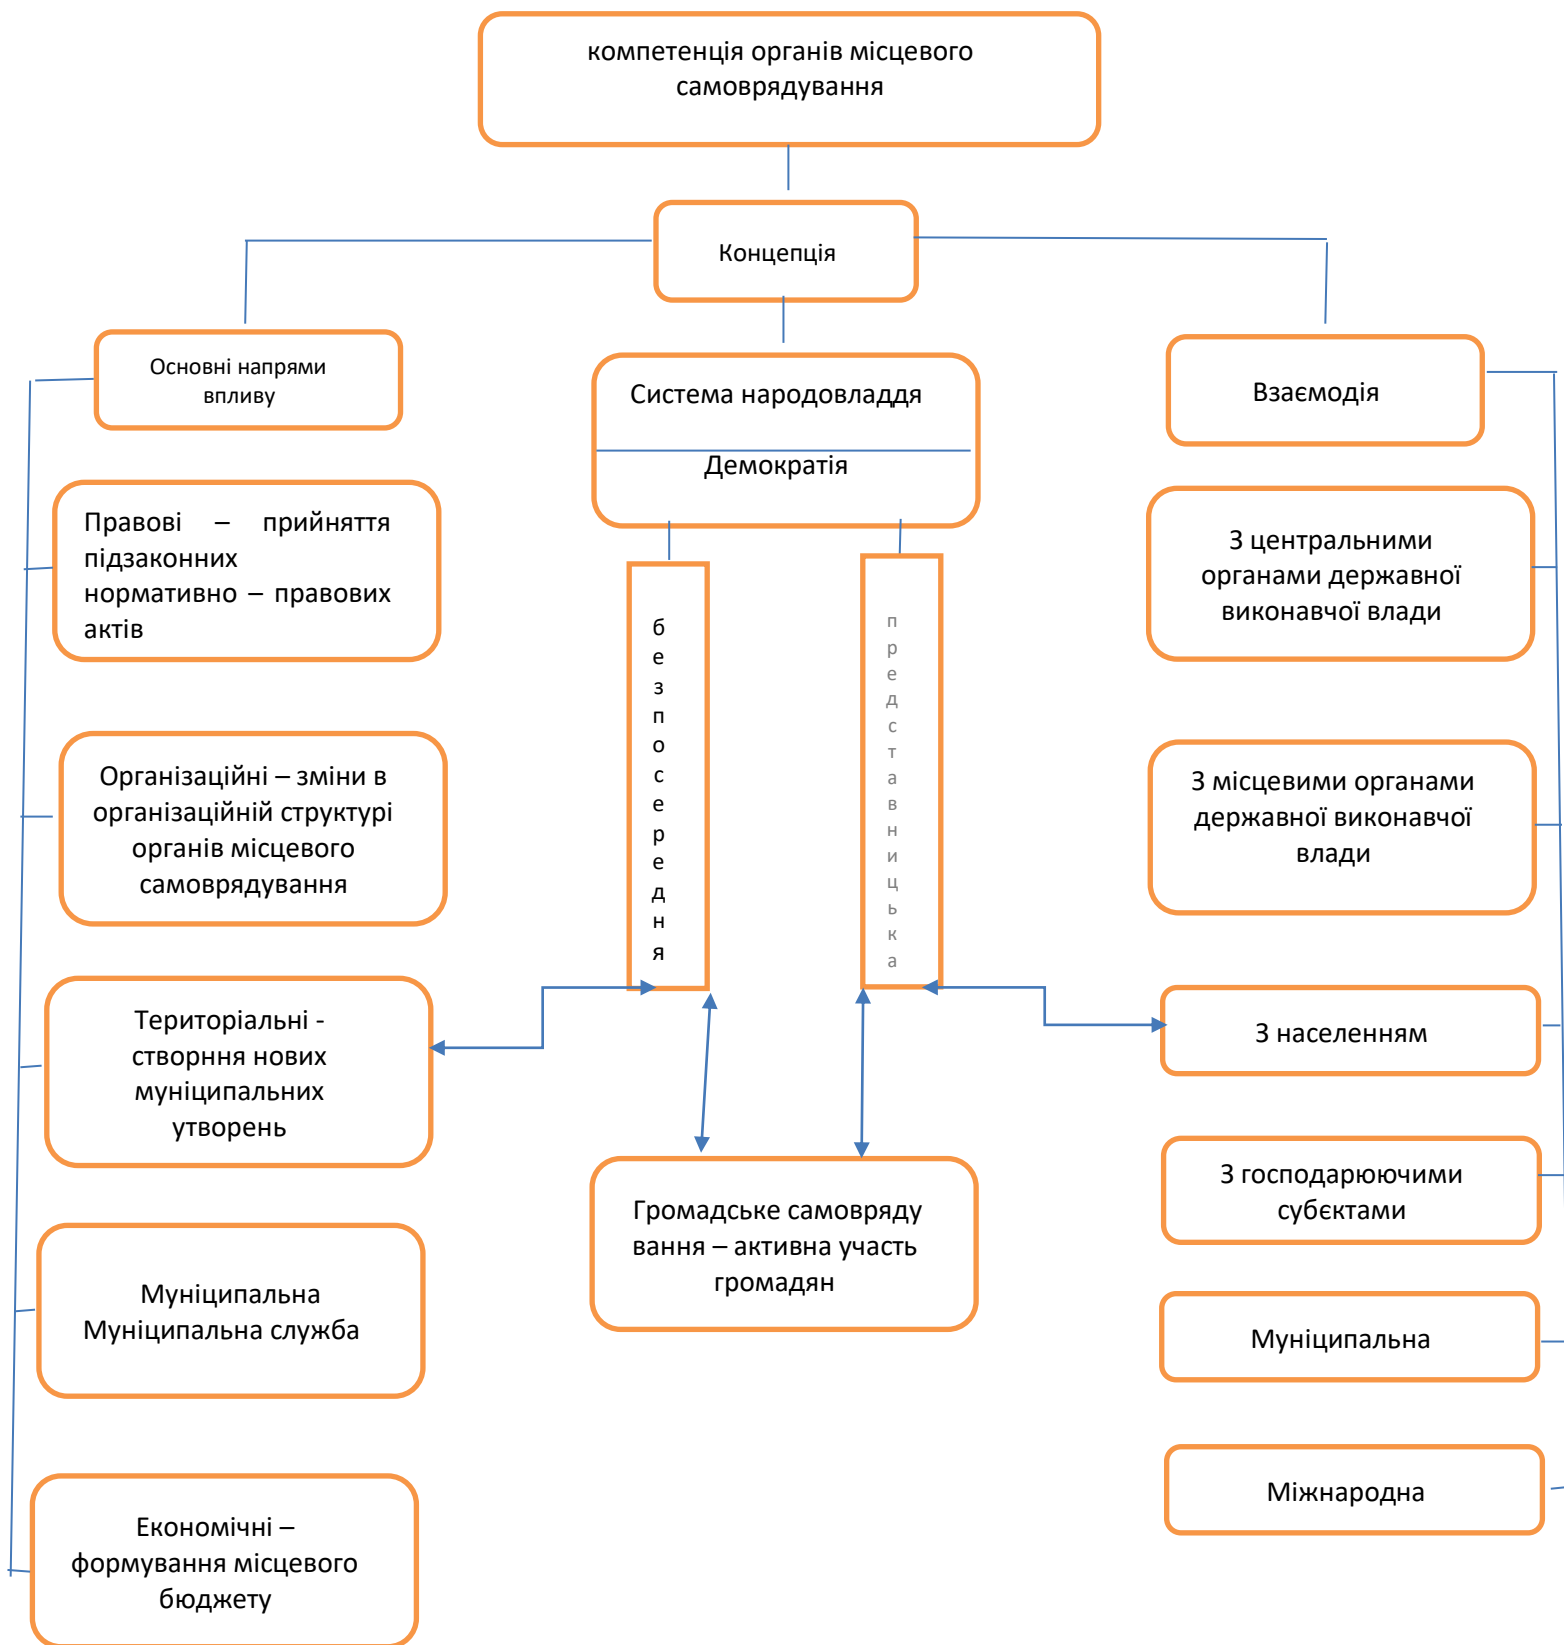 компетенція органів місцевого
самоврядування
Концепція
Основні напрями
впливу
Система народовладдя
Демократія
Взаємодія
Правові – прийняття
підзаконних
нормативно – правових
актів
Організаційні – зміни в
організаційній структурі
органів місцевого
самоврядування
Територіальні -
створння нових
муніципальних
утворень
Муніципальна
Муніципальна служба
Економічні –
формування місцевого
бюджету
безпосередня
представницька
Громадське самовряду
вання – активна участь
громадян
З центральними
органами державної
виконавчої влади
З місцевими органами
державної виконавчої
влади
З населенням
З господарюючими
субєктами
Муніципальна
Міжнародна